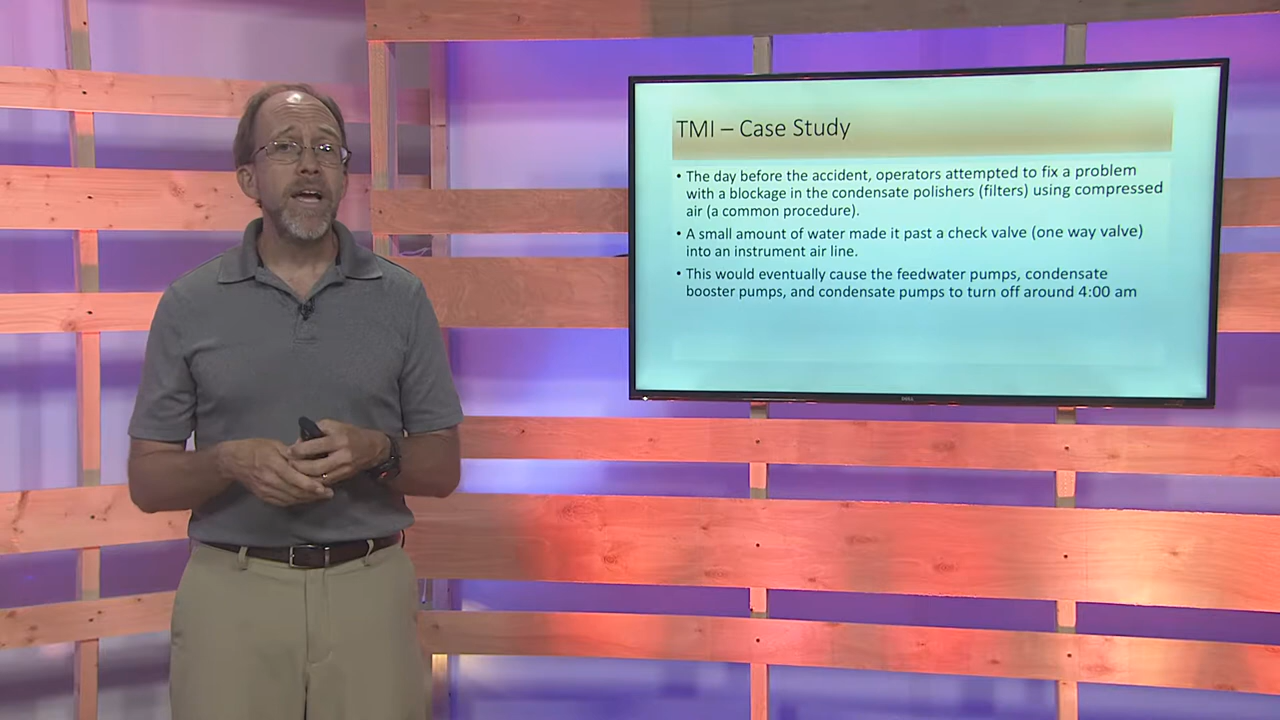 TMI – Case Study
• The day before the accident, operators attempted to fix a problem
with a blockage in the condensate polishers (filters) using compressed
air (a common procedure).
• A small amount of water made it past a check valve (one way valve)
into an instrument air line.
• This would eventually cause the feedwater pumps, condensate
booster pumps, and condensate pumps to turn off around 4:00 am
DELL